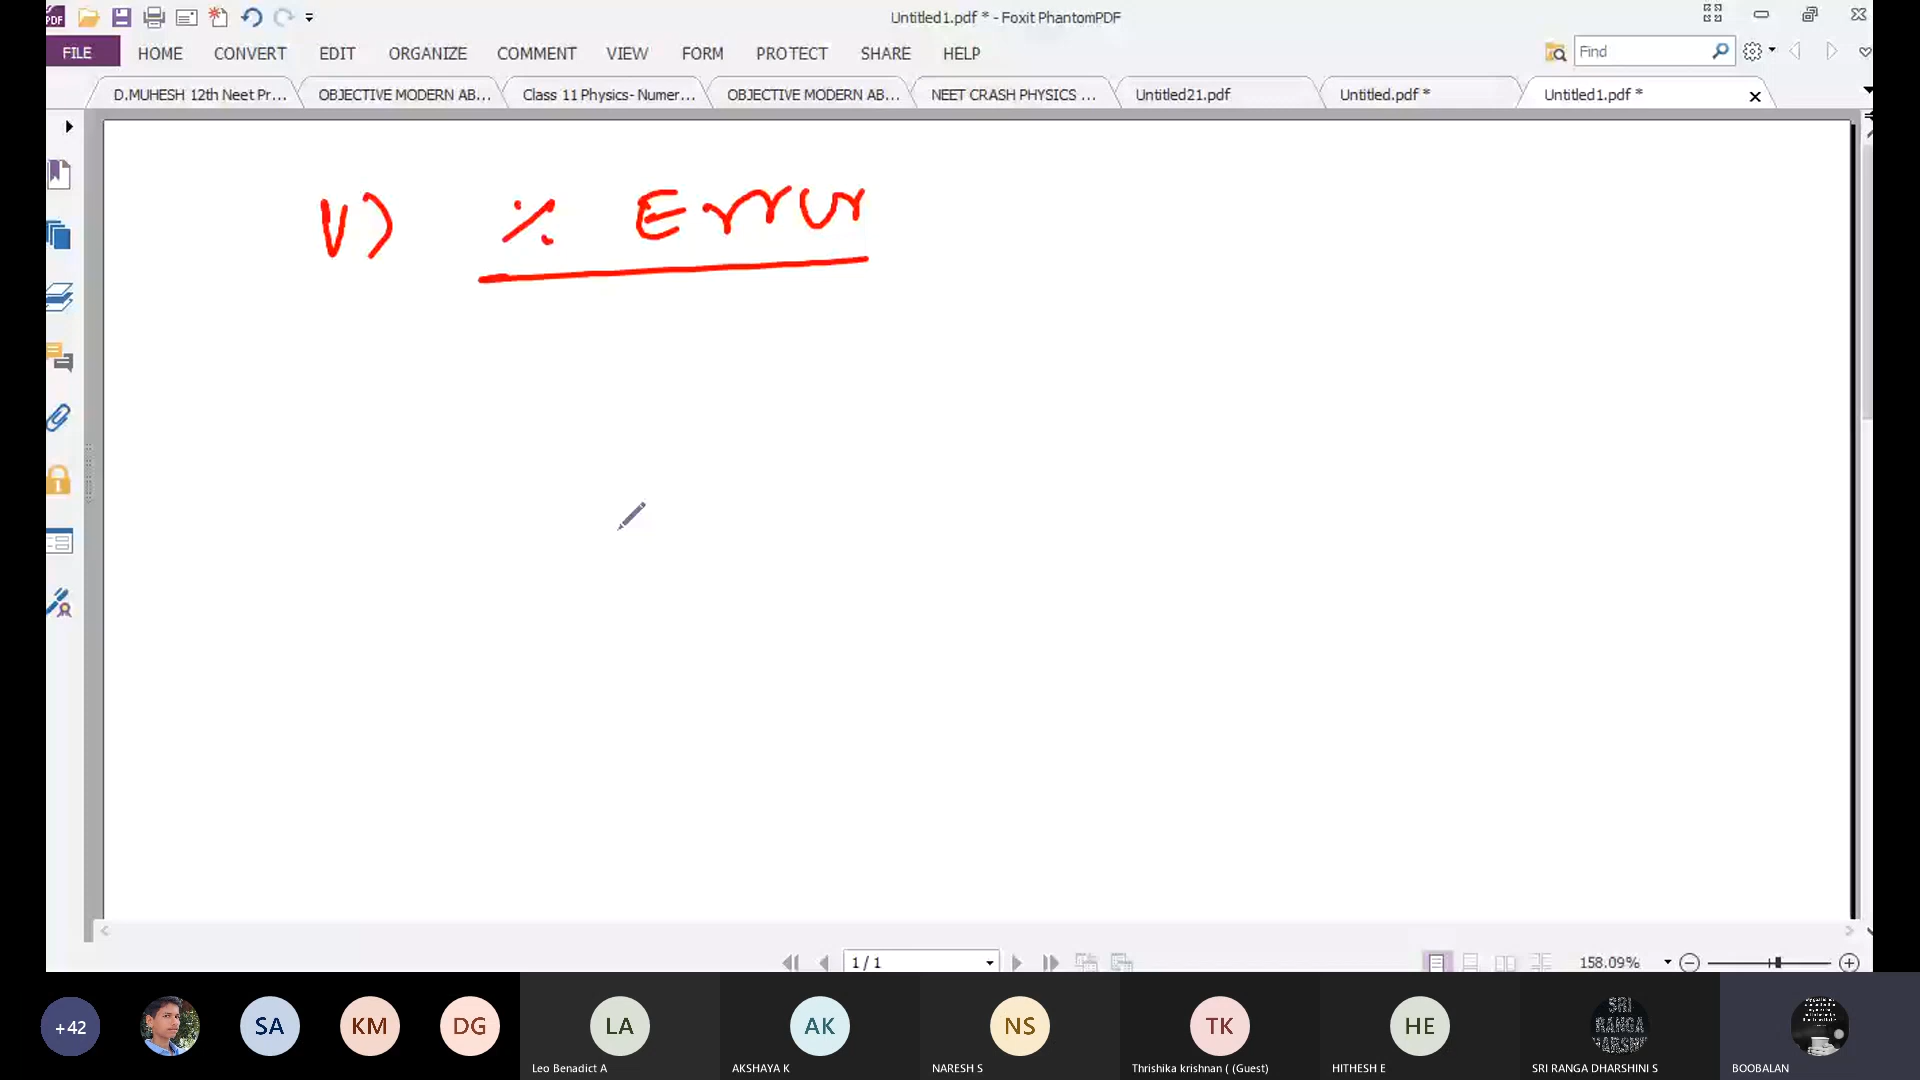 PDF
Untitled1.pdf * - Foxit PhantomPDF
FILE HOME CONVERT EDIT ORGANIZE COMMENT VIEW FORM PROTECT SHARE HELP Find
D.MUHESH 12th Neet Pr... OBJECTIVE MODERN AB... Class 11 Physics- Numer... OBJECTIVE MODERN AB... NEET CRASH PHYSICS ... Untitled21.pdf Untitled.pdf * Untitled1.pdf *
V) % Error
1 / 1 158.09%
+42 SA KM DG LA AK NS TK HE SRI RANGA
Leo Benadict A AKSHAYA K NARESH S Thrishika krishnan ( (Guest) HITHESH E SRI RANGA DHARSHINI S BOOBALAN